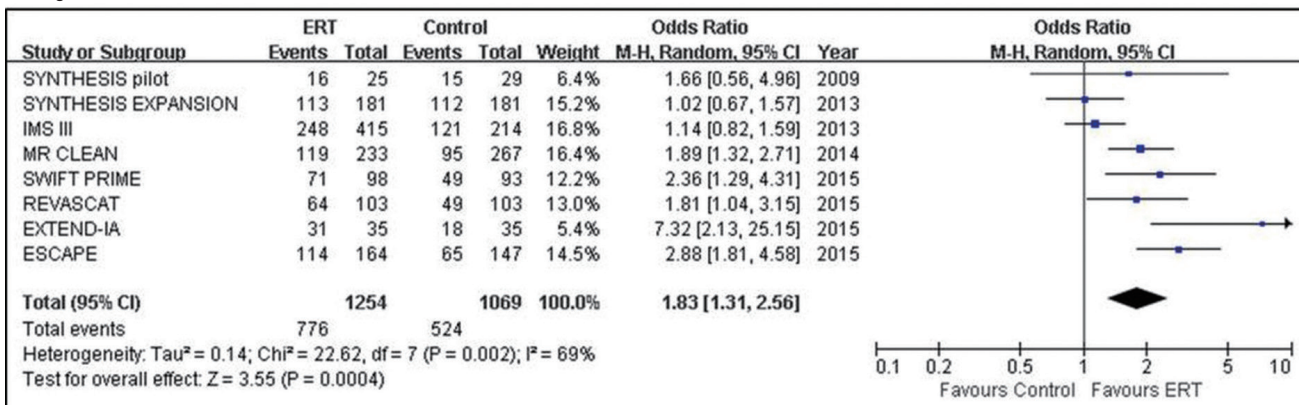 ERT Control Odds Ratio Odds Ratio
Study or Subgroup Events Total Events Total Weight M-H, Random, 95% CI Year M-H, Random, 95% CI
SYNTHESIS pilot 16 25 15 29 6.4% 1.66 [0.56, 4.96] 2009
SYNTHESIS EXPANSION 113 181 112 181 15.2% 1.02 [0.67, 1.57] 2013
IMS III 248 415 121 214 16.8% 1.14 [0.82, 1.59] 2013
MR CLEAN 119 233 95 267 16.4% 1.89 [1.32, 2.71] 2014
SWIFT PRIME 71 98 49 93 12.2% 2.36 [1.29, 4.31] 2015
REVASCAT 64 103 49 103 13.0% 1.81 [1.04, 3.15] 2015
EXTEND-IA 31 35 18 35 5.4% 7.32 [2.13, 25.15] 2015
ESCAPE 114 164 65 147 14.5% 2.88 [1.81, 4.58] 2015
Total (95% CI) 1254 1069 100.0% 1.83 [1.31, 2.56]
Total events 776 524
Heterogeneity: Tau² = 0.14; Chi² = 22.62, df = 7 (P = 0.002); I² = 69%
Test for overall effect: Z = 3.55 (P = 0.0004)
0.1 0.2 0.5 1 2 5 10
Favours Control Favours ERT